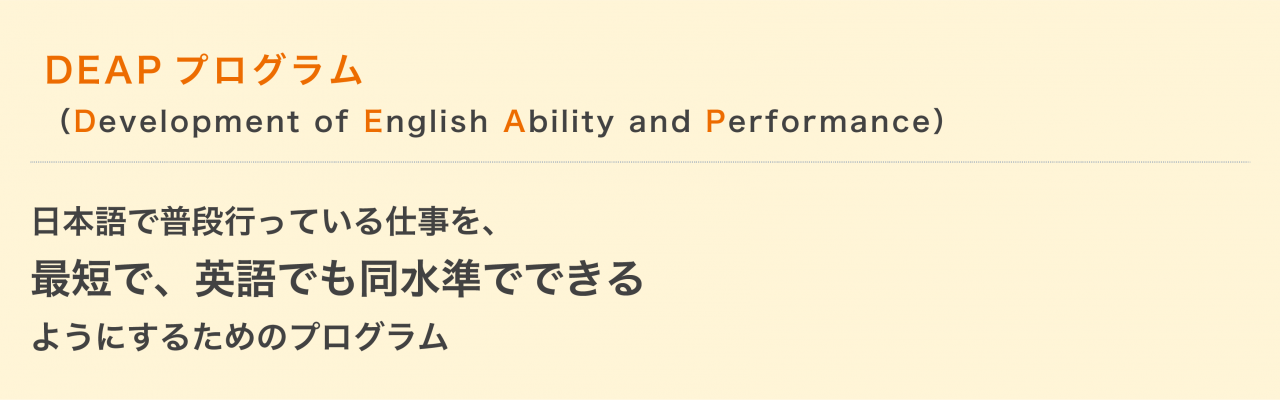 DEAP プログラム
（Development of English Ability and Performance）
日本語で普段行っている仕事を、
最短で、英語でも同水準でできる
ようにするためのプログラム